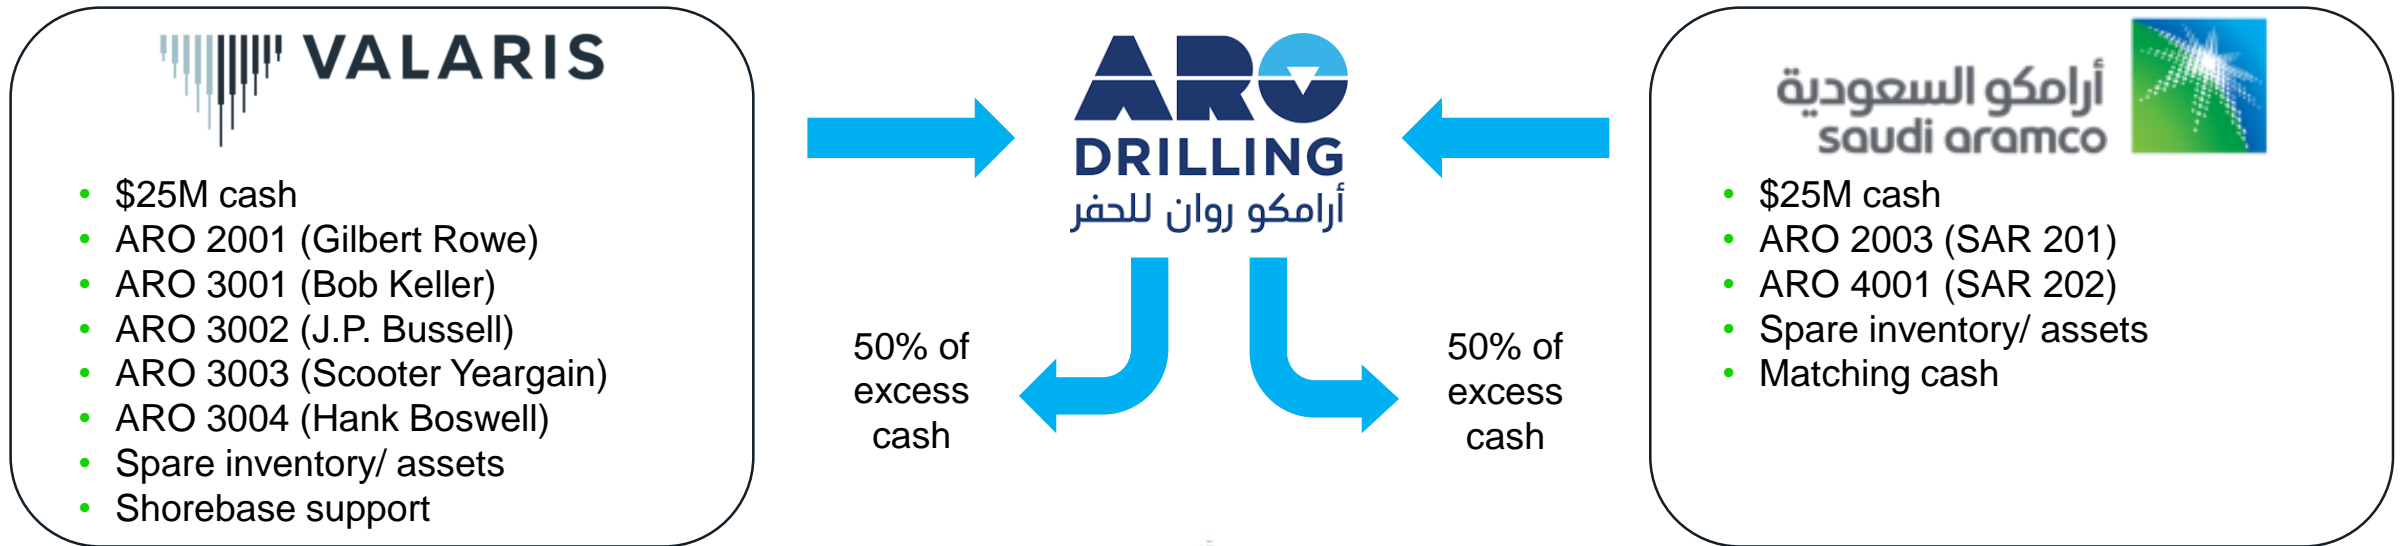 VALARIS
• $25M cash
• ARO 2001 (Gilbert Rowe)
• ARO 3001 (Bob Keller)
• ARO 3002 (J.P. Bussell)
• ARO 3003 (Scooter Yeargain)
• ARO 3004 (Hank Boswell)
• Spare inventory/ assets
• Shorebase support
ARO
DRILLING
أرامكو روان للحفر
50% of
excess
cash
50% of
excess
cash
أرامكو السعودية
saudi aramco
• $25M cash
• ARO 2003 (SAR 201)
• ARO 4001 (SAR 202)
• Spare inventory/ assets
• Matching cash